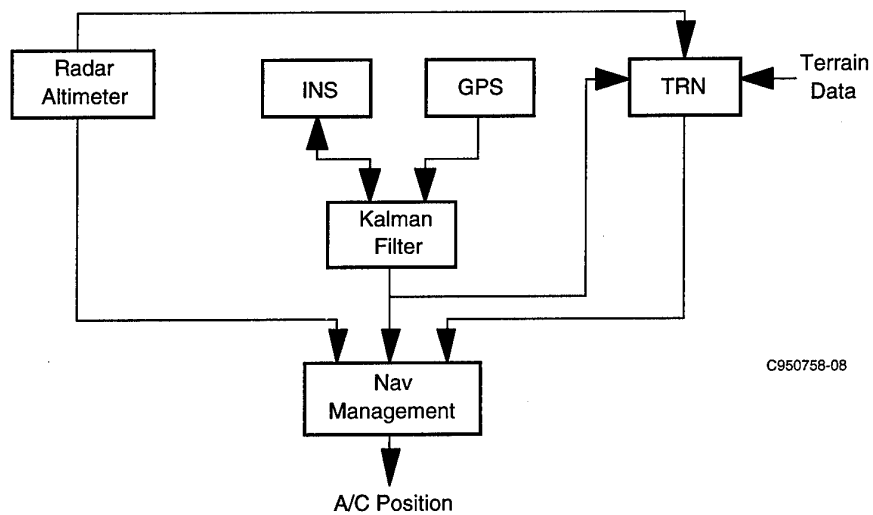 Radar
Altimeter
INS
GPS
TRN
Terrain
Data
Kalman
Filter
C950758-08
Nav
Management
A/C Position